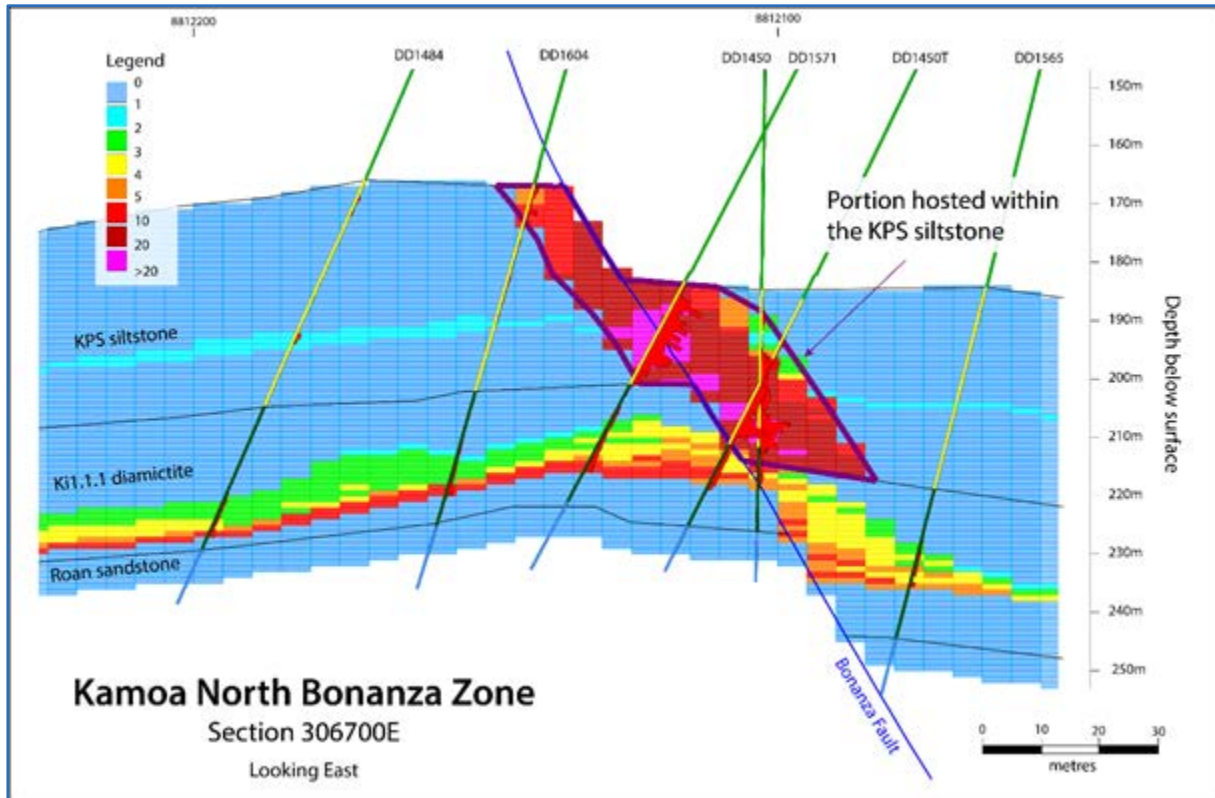 8812200
8812100
Legend
0
1
2
3
4
5
10
20
>20
DD1484
DD1604
DD1450
DD1571
DD1450T
DD1565
150m
160m
170m
180m
190m
200m
210m
220m
230m
240m
250m
Depth below surface
Portion hosted within
the KPS siltstone
KPS siltstone
Ki1.1.1 diamictite
Roan sandstone
Bonanza Fault
Kamoa North Bonanza Zone
Section 306700E
Looking East
0
10
20
30
metres